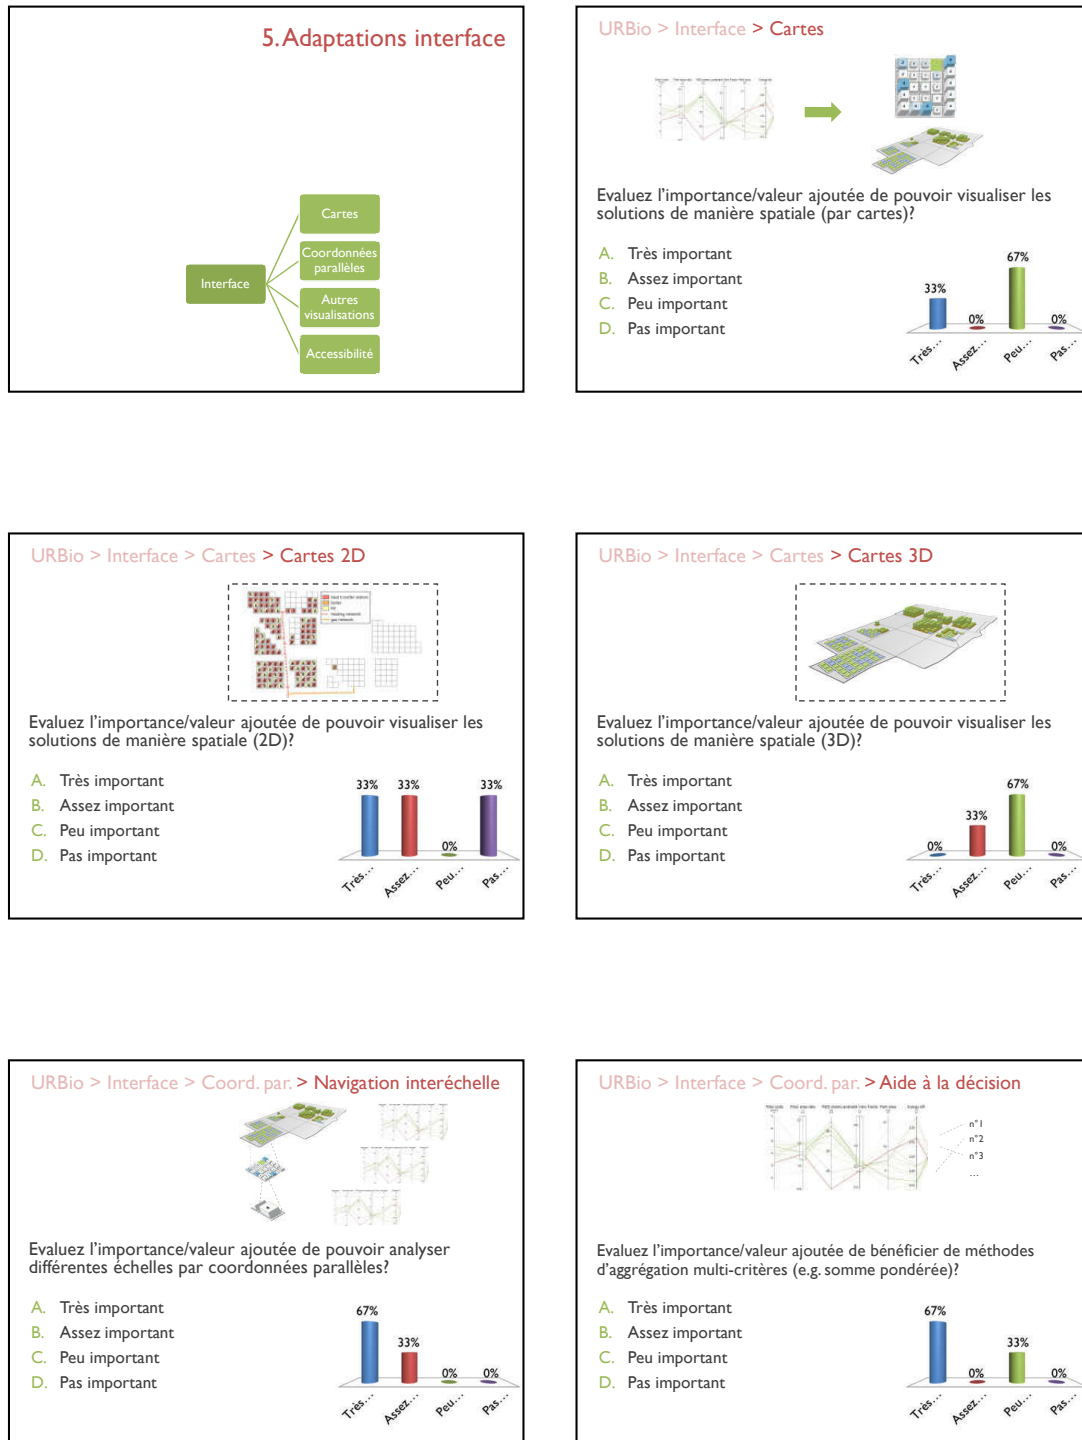 5. Adaptations interface
Interface
Cartes
Coordonnées
parallèles
Autres
visualisations
Accessibilité
URBio > Interface > Cartes
Evaluez l'importance/valeur ajoutée de pouvoir visualiser les
solutions de manière spatiale (par cartes)?
A. Très important
B. Assez important
C. Peu important
D. Pas important
33%
0%
67%
0%
Très…
Assez…
Peu…
Pas…
URBio > Interface > Cartes > Cartes 2D
Evaluez l'importance/valeur ajoutée de pouvoir visualiser les
solutions de manière spatiale (2D)?
A. Très important
B. Assez important
C. Peu important
D. Pas important
33%
33%
0%
33%
Très…
Assez…
Peu…
Pas…
URBio > Interface > Cartes > Cartes 3D
Evaluez l'importance/valeur ajoutée de pouvoir visualiser les
solutions de manière spatiale (3D)?
A. Très important
B. Assez important
C. Peu important
D. Pas important
0%
33%
67%
0%
Très…
Assez…
Peu…
Pas…
URBio > Interface > Coord. par. > Navigation interéchelle
Evaluez l'importance/valeur ajoutée de pouvoir analyser
différentes échelles par coordonnées parallèles?
A. Très important
B. Assez important
C. Peu important
D. Pas important
67%
33%
0%
0%
Très…
Assez…
Peu…
Pas…
URBio > Interface > Coord. par. > Aide à la décision
n°1
n°2
n°3
…
Evaluez l'importance/valeur ajoutée de bénéficier de méthodes
d'aggrégation multi-critères (e.g. somme pondérée)?
A. Très important
B. Assez important
C. Peu important
D. Pas important
67%
0%
33%
0%
Très…
Assez…
Peu…
Pas…